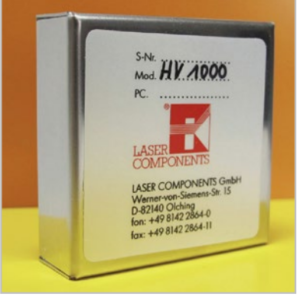 S-Nr. ....................
Mod. HV 1000
PC. ....................
LASER
COMPONENTS
LASER COMPONENTS GmbH
Werner-von-Siemens-Str. 15
D-82140 Olching
fon: +49 8142 2864-0
fax: +49 8142 2864-11